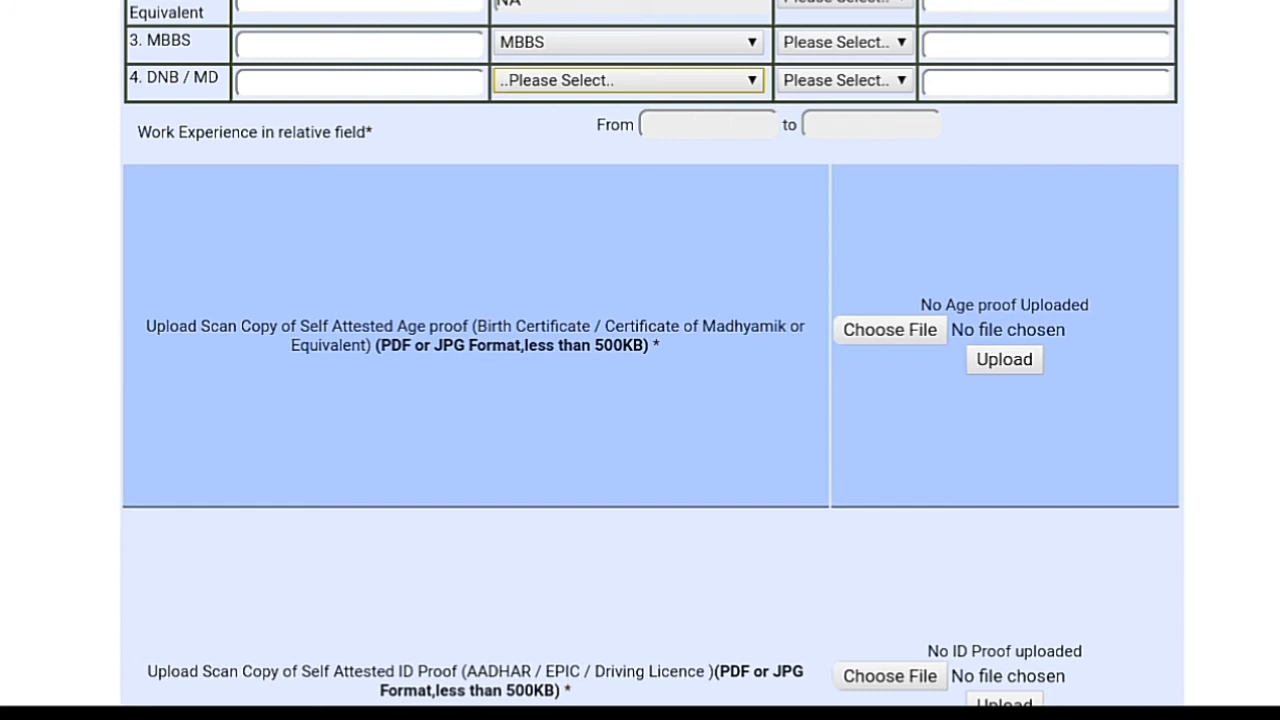 NA
Equivalent
3. MBBS MBBS ▼ Please Select.. ▼
4. DNB / MD ..Please Select.. ▼ Please Select.. ▼
Work Experience in relative field* From to
No Age proof Uploaded
Upload Scan Copy of Self Attested Age proof (Birth Certificate / Certificate of Madhyamik or
Equivalent) (PDF or JPG Format,less than 500KB) *
Choose File No file chosen
Upload
No ID Proof uploaded
Upload Scan Copy of Self Attested ID Proof (AADHAR / EPIC / Driving Licence )(PDF or JPG
Format,less than 500KB) *
Choose File No file chosen
Upload